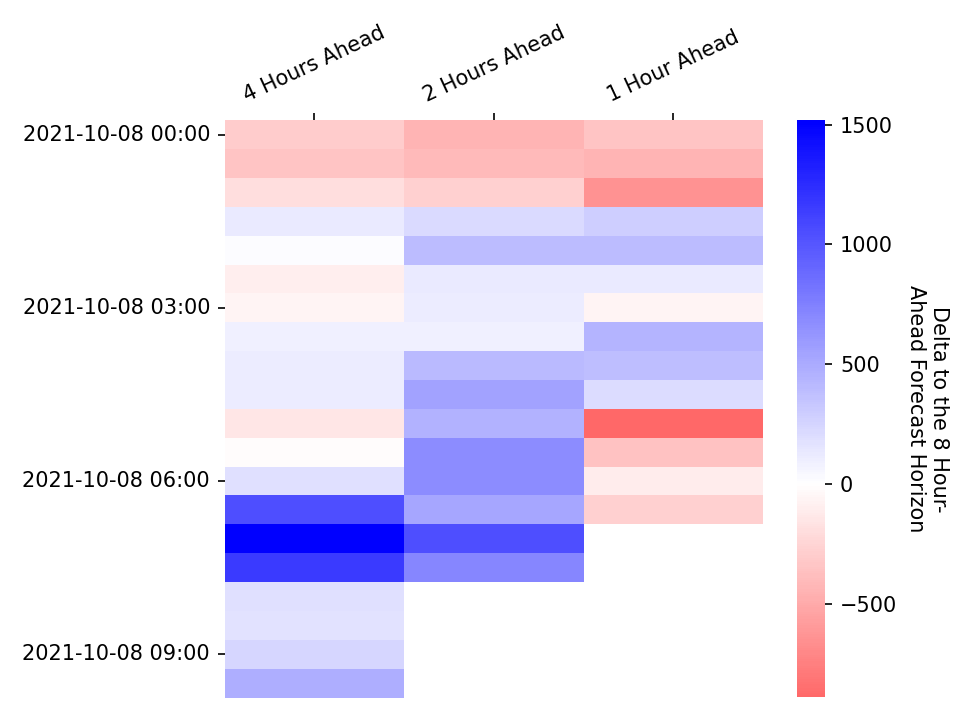 4 Hours Ahead
2 Hours Ahead
1 Hour Ahead
2021-10-08 00:00
2021-10-08 03:00
2021-10-08 06:00
2021-10-08 09:00
1500
1000
500
0
−500
Delta to the 8 Hour-
Ahead Forecast Horizon